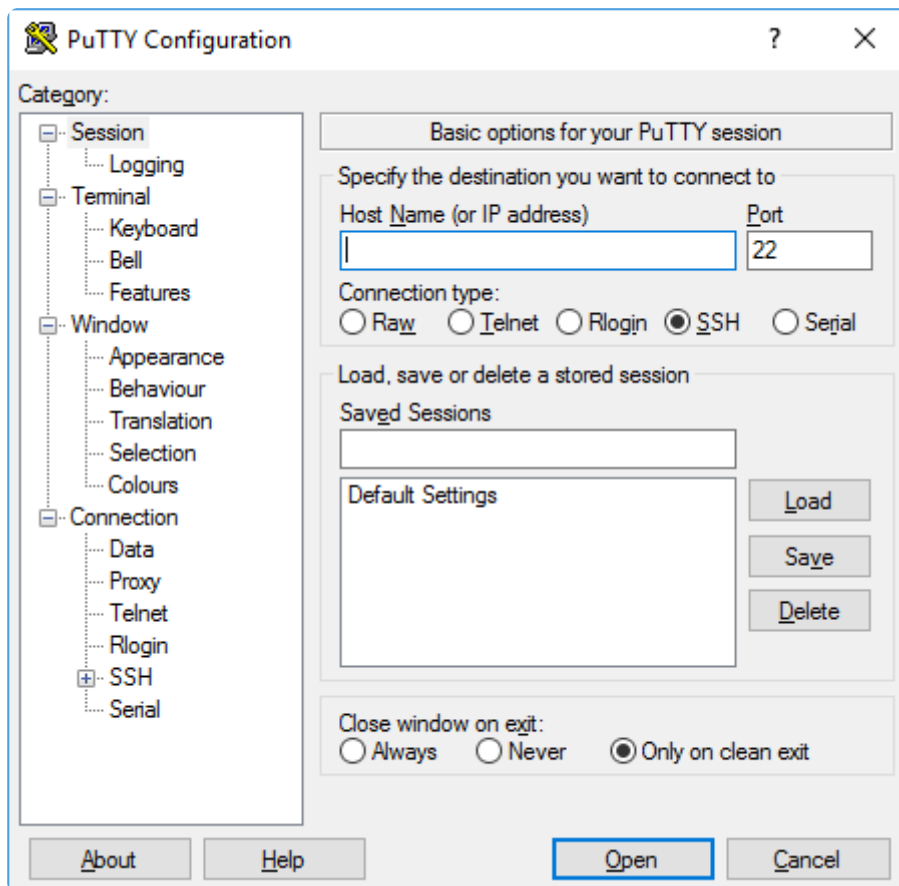 PuTTY Configuration
?
Category:
Session
Logging
Terminal
Keyboard
Bell
Features
Window
Appearance
Behaviour
Translation
Selection
Colours
Connection
Data
Proxy
Telnet
Rlogin
SSH
Serial
Basic options for your PuTTY session
Specify the destination you want to connect to
Host Name (or IP address) Port
22
Connection type:
Raw Telnet Rlogin SSH Serial
Load, save or delete a stored session
Saved Sessions
Default Settings
Load
Save
Delete
Close window on exit:
Always Never Only on clean exit
About Help Open Cancel